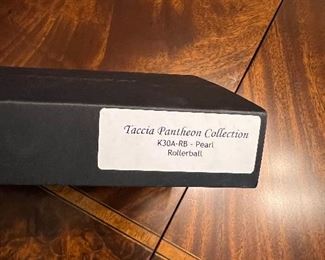 Taccia Pantheon Collection
K30A-RB - Pearl
Rollerball